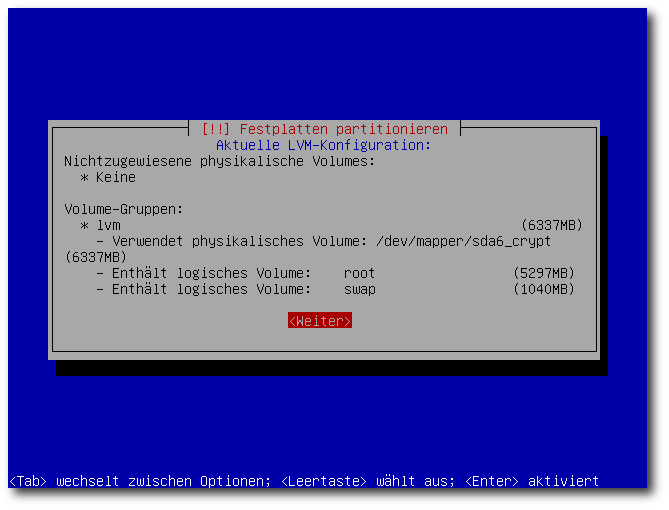 [!!] Festplatten partitionieren
Aktuelle LVM-Konfiguration:
Nichtzugewiesene physikalische Volumes:
* Keine
Volume-Gruppen:
* lvm (6337MB)
- Verwendet physikalisches Volume: /dev/mapper/sda6_crypt
(6337MB)
- Enthält logisches Volume: root (5297MB)
- Enthält logisches Volume: swap (1040MB)
<Weiter>
<Tab> wechselt zwischen Optionen; <Leertaste> wählt aus; <Enter> aktiviert